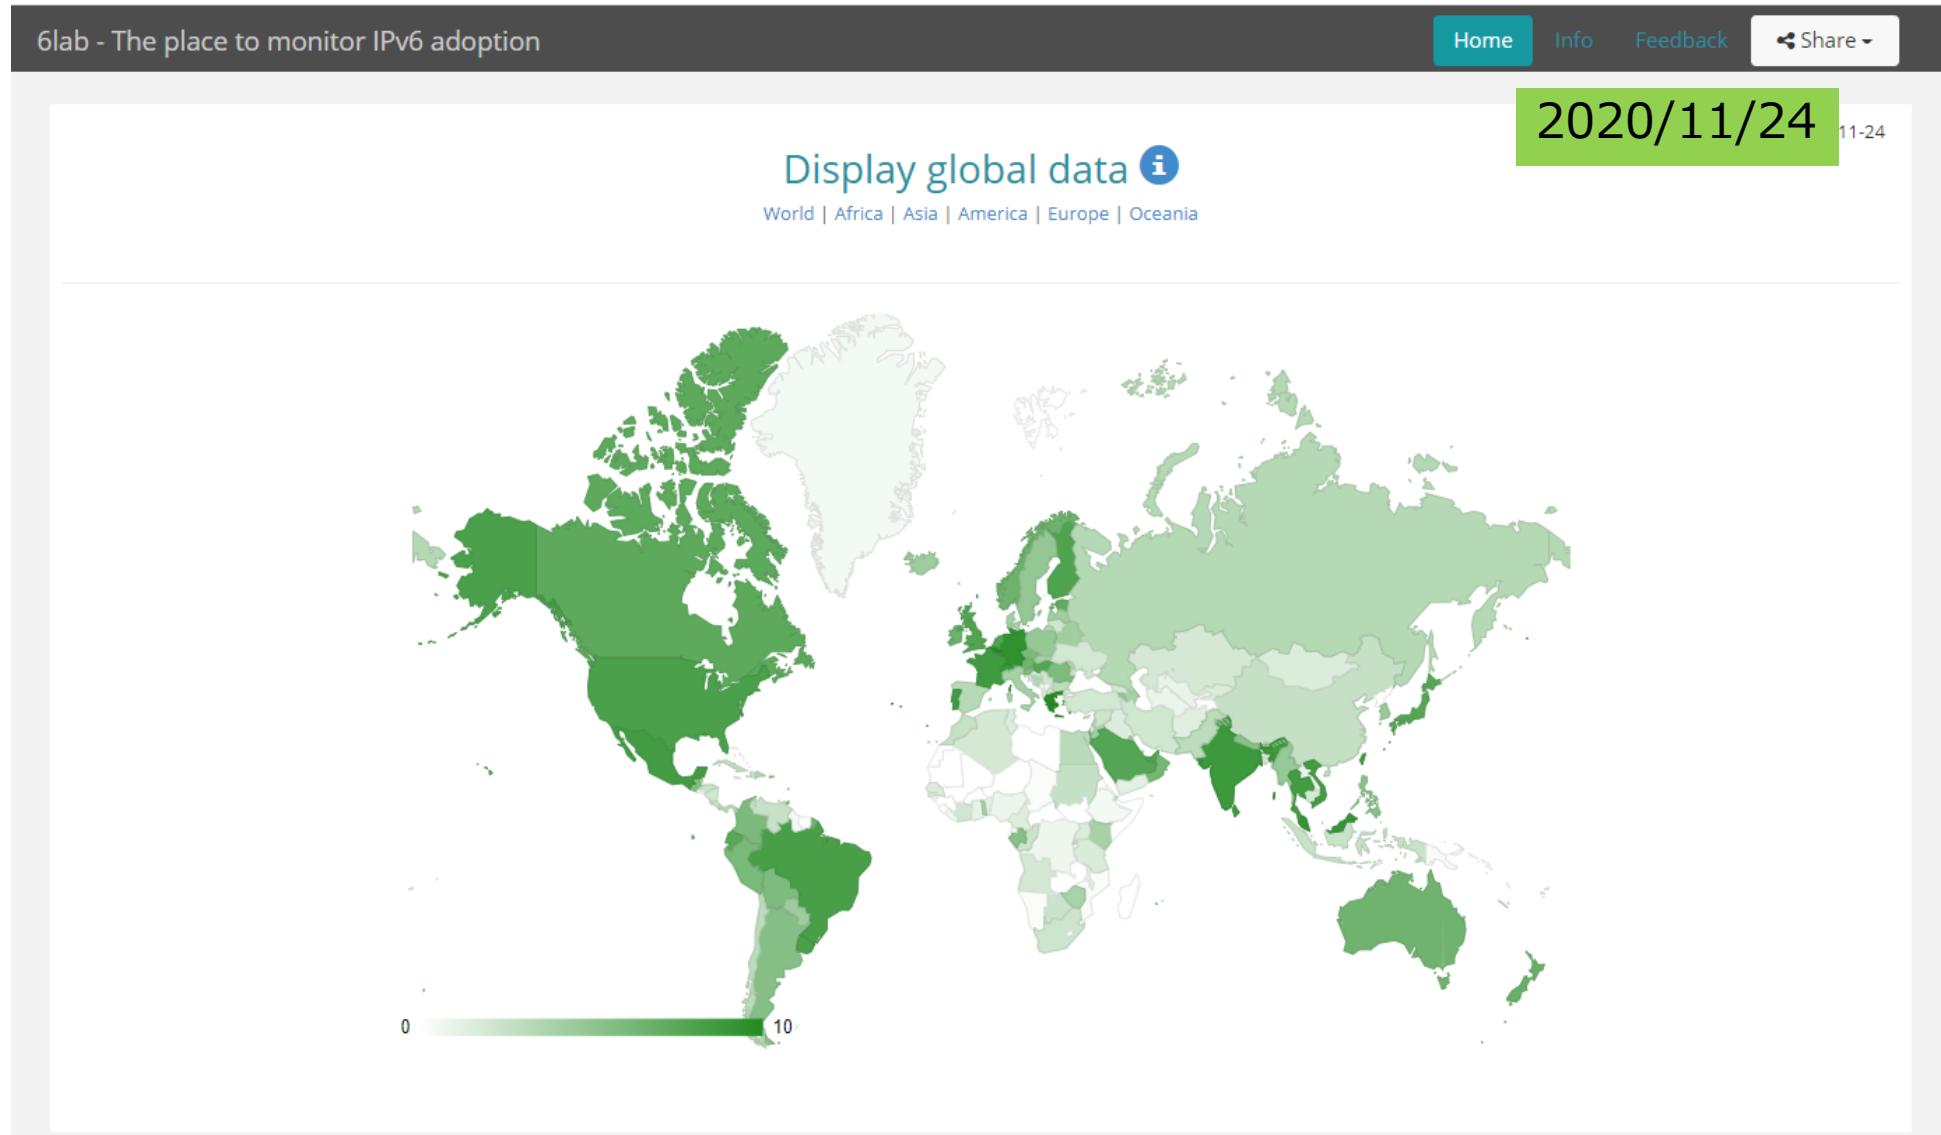 6lab - The place to monitor IPv6 adoption
Home Info Feedback Share
2020/11/24 11-24
Display global data
World | Africa | Asia | America | Europe | Oceania
0 10